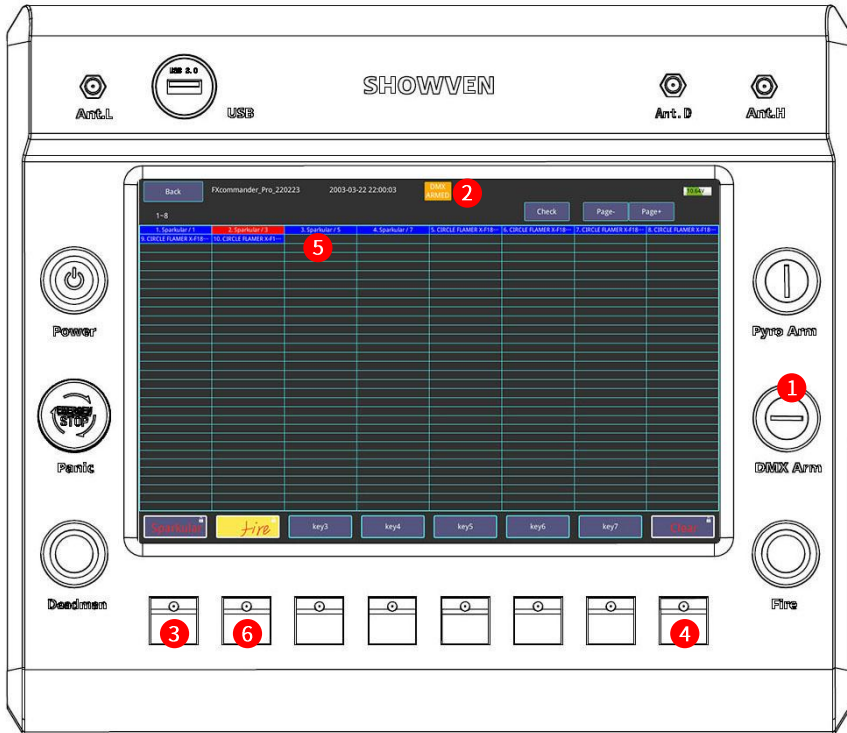 USB 3.0
SHOWVEN
Ant.L
USB
Ant.D
Ant.H
Back
FXcommander_Pro_220223
2003-03-22 22:00:03
DMX
ARMED
2
10.64V
1~8
Check
Page-
Page+
1. Sparkular / 1
2. Sparkular / 3
3. Sparkular / 5
4. Sparkular / 7
5. CIRCLE FLAMER X-F18···
6. CIRCLE FLAMER X-F18···
7. CIRCLE FLAMER X-F18···
8. CIRCLE FLAMER X-F18···
9. CIRCLE FLAMER X-F18···
10. CIRCLE FLAMER X-F1···
5
Power
Pyro Arm
1
STOP
Panic
DMX Arm
Sparkular
fire
key3
key4
key5
key6
key7
Clear
Deadman
Fire
3
6
4